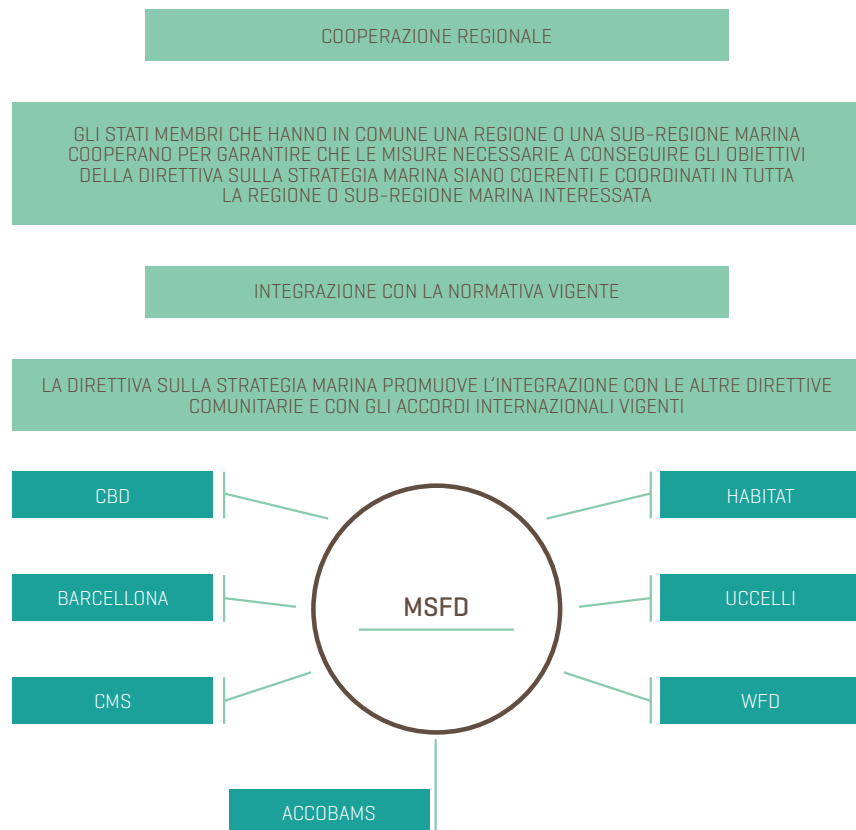 COOPERAZIONE REGIONALE
GLI STATI MEMBRI CHE HANNO IN COMUNE UNA REGIONE O UNA SUB-REGIONE MARINA
COOPERANO PER GARANTIRE CHE LE MISURE NECESSARIE A CONSEGUIRE GLI OBIETTIVI
DELLA DIRETTIVA SULLA STRATEGIA MARINA SIANO COERENTI E COORDINATI IN TUTTA
LA REGIONE O SUB-REGIONE MARINA INTERESSATA
INTEGRAZIONE CON LA NORMATIVA VIGENTE
LA DIRETTIVA SULLA STRATEGIA MARINA PROMUOVE L'INTEGRAZIONE CON LE ALTRE DIRETTIVE
COMUNITARIE E CON GLI ACCORDI INTERNAZIONALI VIGENTI
CBD
HABITAT
BARCELLONA
MSFD
UCCELLI
CMS
WFD
ACCOBAMS